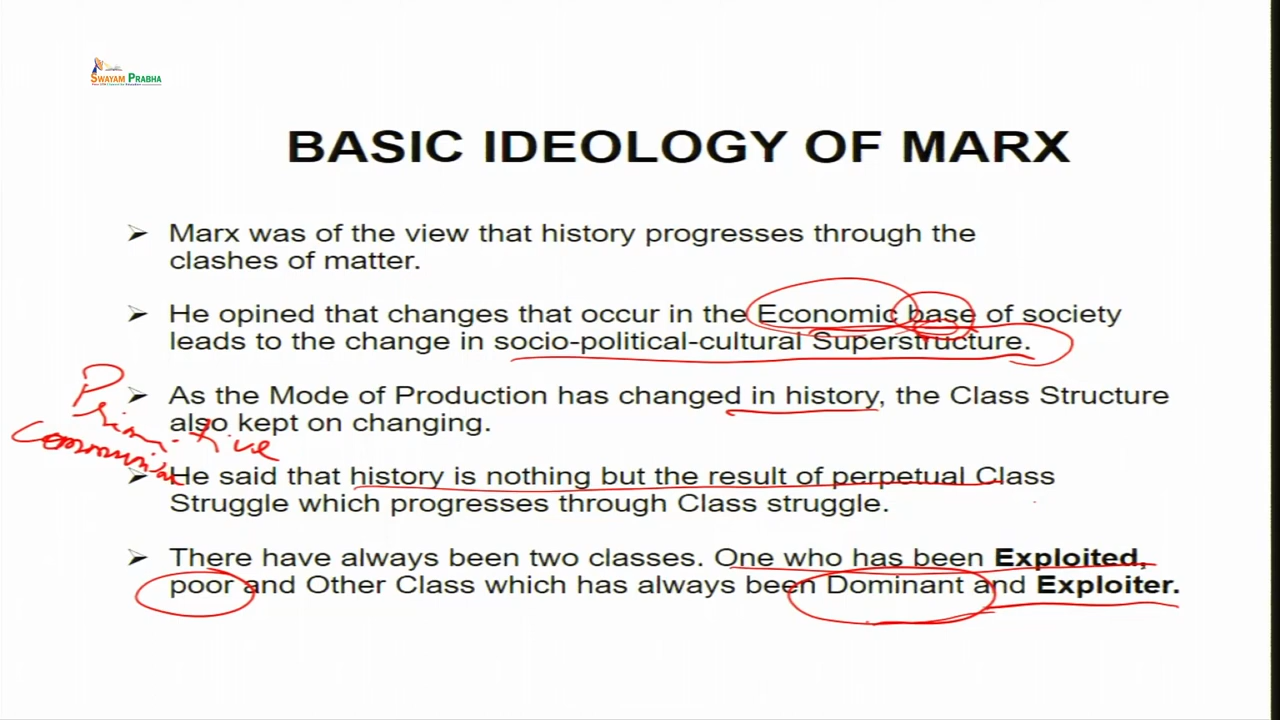 SWAYAM PRABHA
BASIC IDEOLOGY OF MARX
➢ Marx was of the view that history progresses through the
clashes of matter.
➢ He opined that changes that occur in the Economic base of society
leads to the change in socio-political-cultural Superstructure.
➢ As the Mode of Production has changed in history, the Class Structure
also kept on changing.
Primitive
➢ He said that history is nothing but the result of perpetual Class
Struggle which progresses through Class struggle.
➢ There have always been two classes. One who has been Exploited,
poor and Other Class which has always been Dominant and Exploiter.